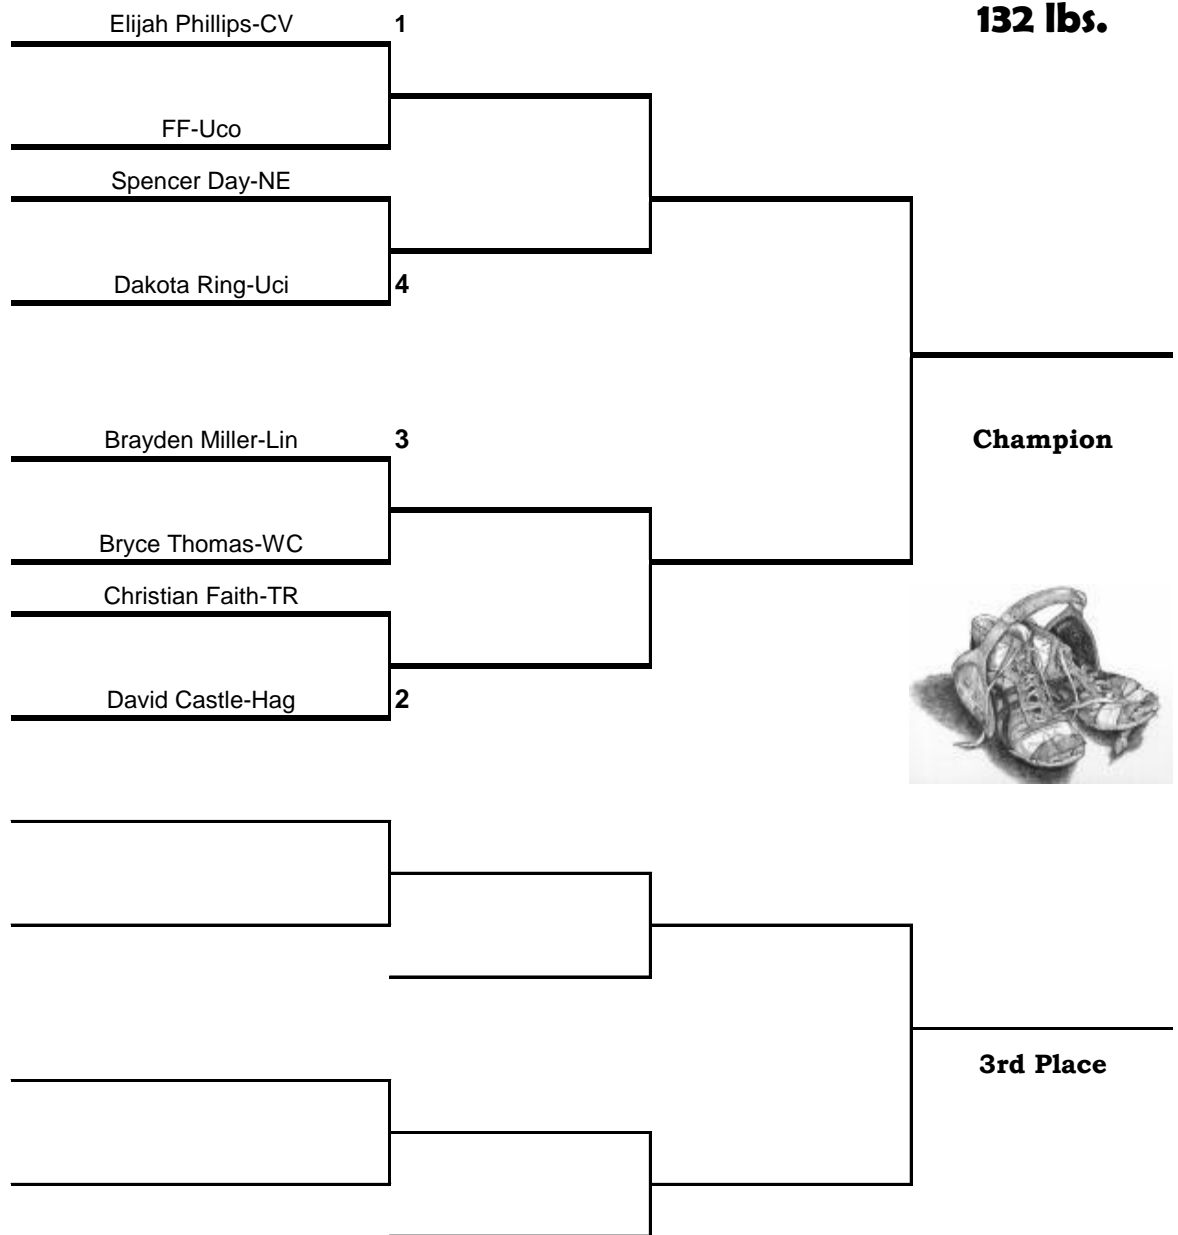 Elijah Phillips-CV 1 132 lbs.
FF-Uco
Spencer Day-NE
Dakota Ring-Uci 4
Brayden Miller-Lin 3 Champion
Bryce Thomas-WC
Christian Faith-TR
David Castle-Hag 2
3rd Place